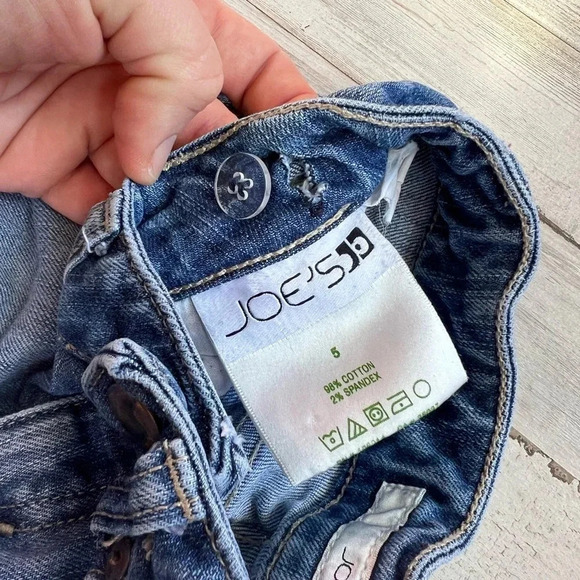 JOE'S
5
98% COTTON
2% SPANDEX